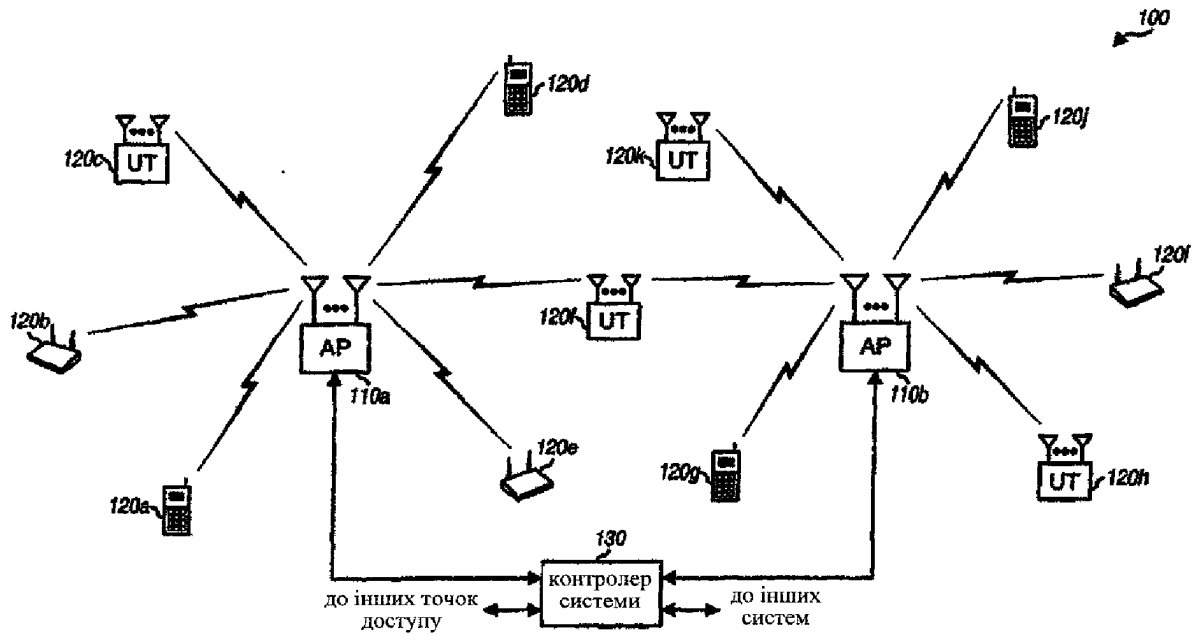 100
120d
120j
120c
UT
120k
UT
120b
120f
UT
120i
AP
110a
AP
110b
120a
120e
120g
UT
120h
130
контролер
системи
до інших точок
доступу
до інших
систем